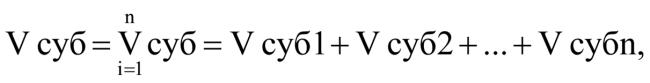 n
V суб = V суб = V суб1 + V суб2 + ... + V субn,
i=1